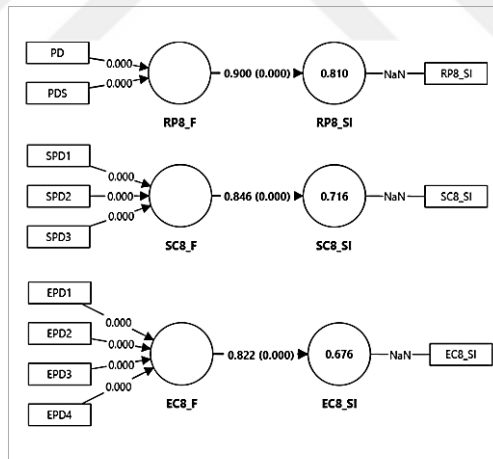 PD
0.000
PDS
0.000
RP8_F
0.900 (0.000)
0.810
RP8_SI
NaN
RP8_SI
SPD1
0.000
SPD2
0.000
SPD3
0.000
SC8_F
0.846 (0.000)
0.716
SC8_SI
NaN
SC8_SI
EPD1
0.000
EPD2
0.000
EPD3
0.000
EPD4
0.000
EC8_F
0.822 (0.000)
0.676
EC8_SI
NaN
EC8_SI